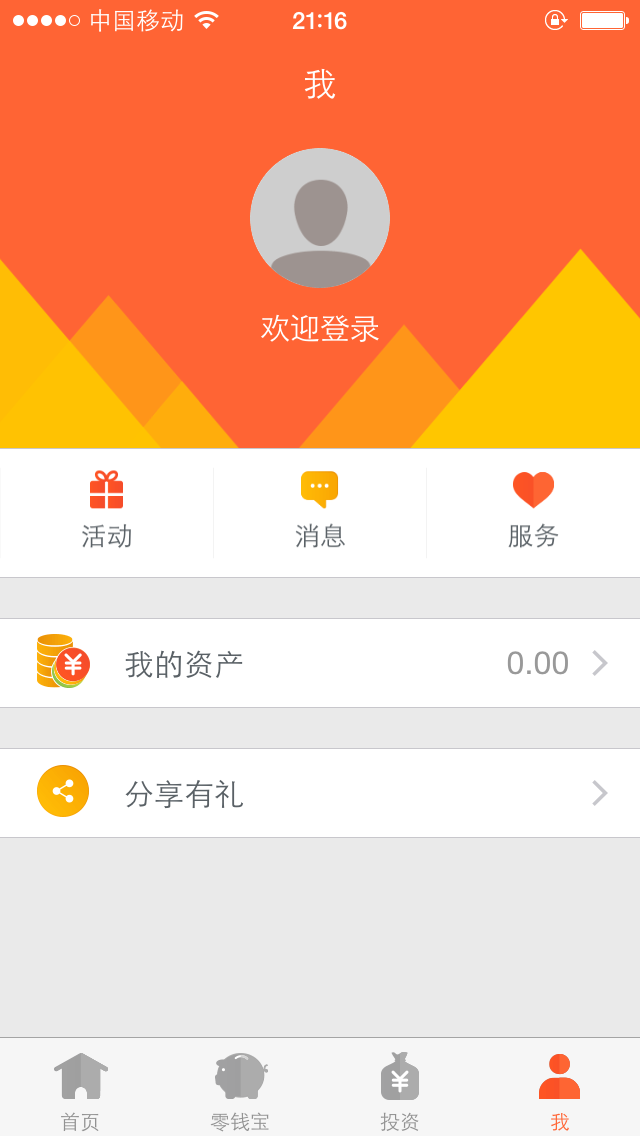 中国移动 21:16
我
欢迎登录
活动 消息 服务
我的资产 0.00
分享有礼
首页 零钱宝 投资 我